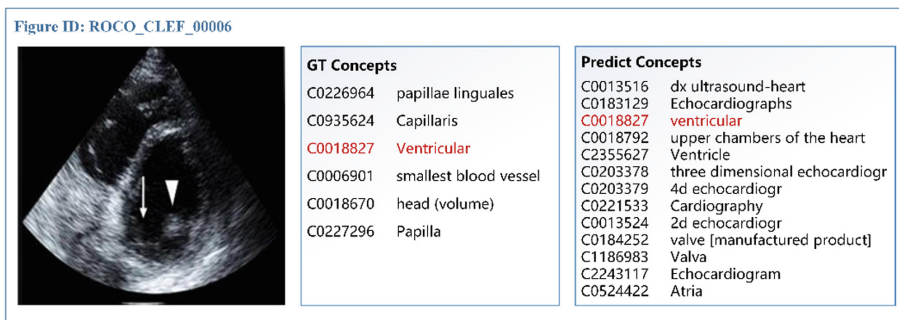 Figure ID: ROCO_CLEF_00006
GT Concepts
C0226964 papillae linguales
C0935624 Capillaris
C0018827 Ventricular
C0006901 smallest blood vessel
C0018670 head (volume)
C0227296 Papilla
Predict Concepts
C0013516 dx ultrasound-heart
C0183129 Echocardiographs
C0018827 ventricular
C0018792 upper chambers of the heart
C2355627 Ventricle
C0203378 three dimensional echocardiogr
C0203379 4d echocardiogr
C0221533 Cardiography
C0013524 2d echocardiogr
C0184252 valve [manufactured product]
C1186983 Valva
C2243117 Echocardiogram
C0524422 Atria